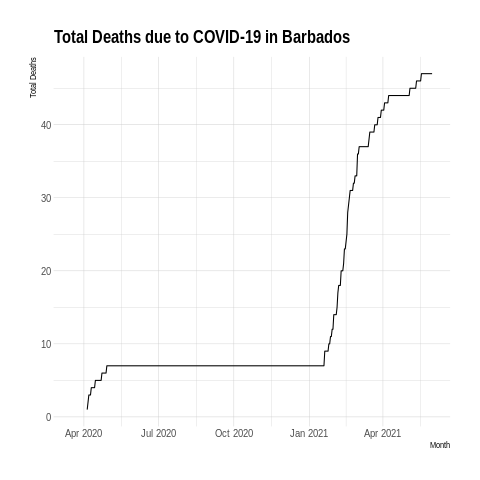 Total Deaths due to COVID-19 in Barbados
Total Deaths
40
30
20
10
0
Apr 2020 Jul 2020 Oct 2020 Jan 2021 Apr 2021
Month